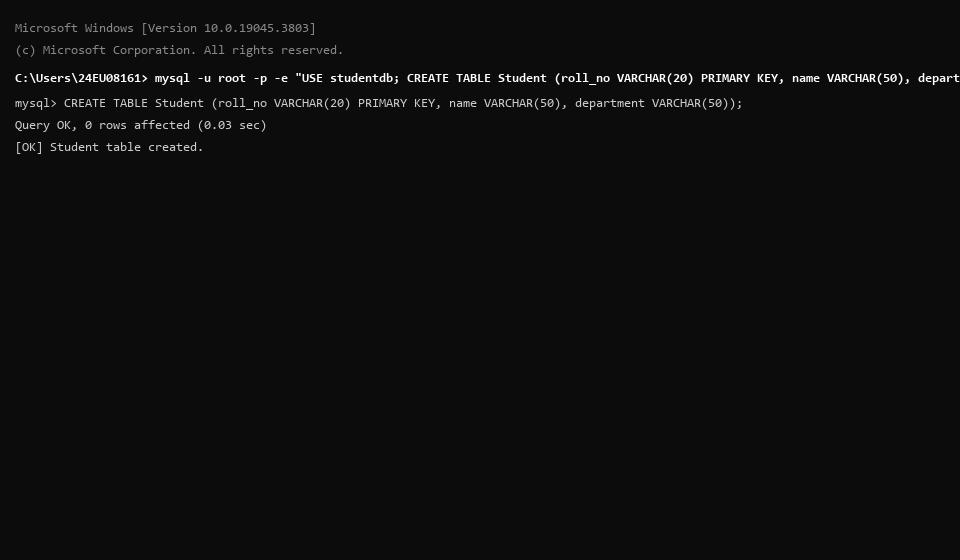 Microsoft Windows [Version 10.0.19045.3803]
(c) Microsoft Corporation. All rights reserved.
C:\Users\24EU08161> mysql -u root -p -e "USE studentdb; CREATE TABLE Student (roll_no VARCHAR(20) PRIMARY KEY, name VARCHAR(50), depart
mysql> CREATE TABLE Student (roll_no VARCHAR(20) PRIMARY KEY, name VARCHAR(50), department VARCHAR(50));
Query OK, 0 rows affected (0.03 sec)
[OK] Student table created.